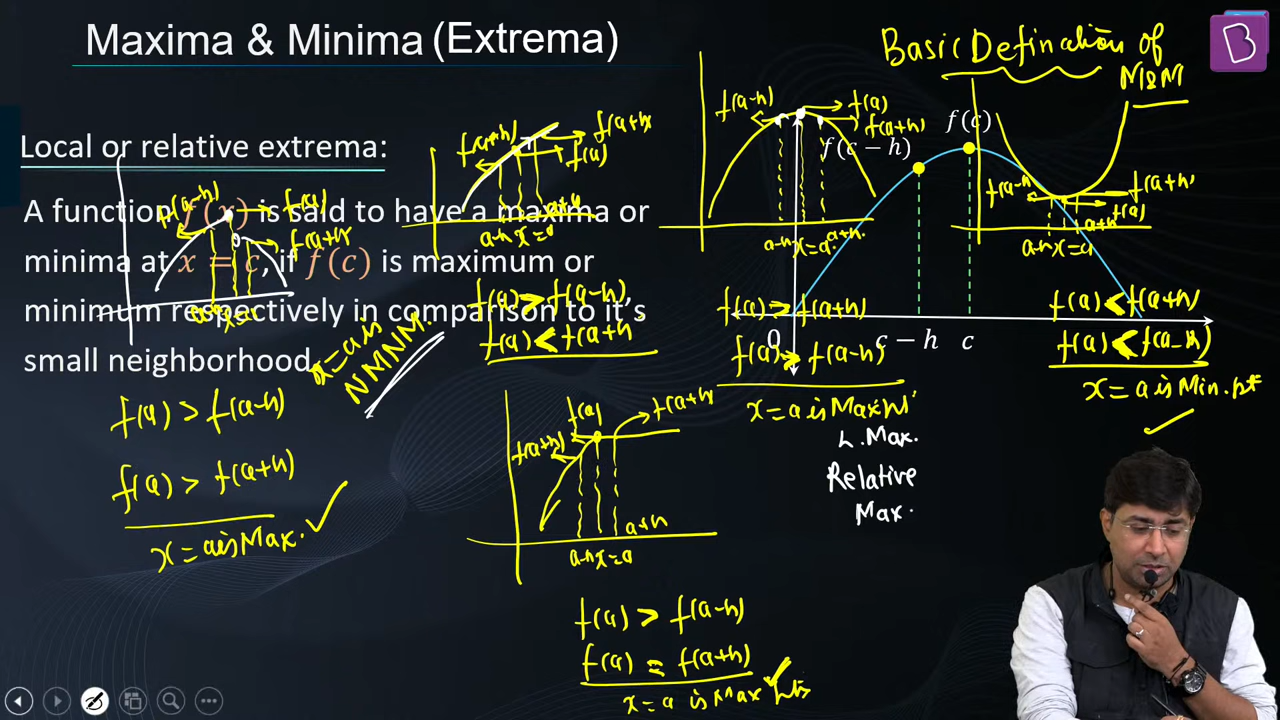 Maxima & Minima (Extrema)
Basic Defination of
M&M
Local or relative extrema:
A function f(x) is said to have a maxima or
minima at x = c, if f(c) is maximum or
minimum respectively in comparison to it's
small neighborhood.
f(a-h)
f(a)
f(a+h)
x=a
f(a) > f(a-h)
f(a) > f(a+h)
x=a is Max.
f(a+h)
f(a+h)
f(a)
a-h x=a a+h
f(a) > f(a-h)
f(a) < f(a+h)
x=a is
NMNM.
f(a-h)
f(a)
f(a+h)
a-h x=a a+h
f(a) > f(a+h)
f(a) > f(a-h)
x=a is Max
L. Max.
Relative
Max.
f(c)
f(c − h)
0
c − h
c
f(a-h)
f(a+h)
f(a)
a+h
a-h x=a
f(a) < f(a+h)
f(a) < f(a-h)
x=a is Min. pt
f(a)
f(a+h)
f(a+h)
a+h
a-h x=a
f(a) > f(a-h)
f(a) = f(a+h)
x=a is Max
B